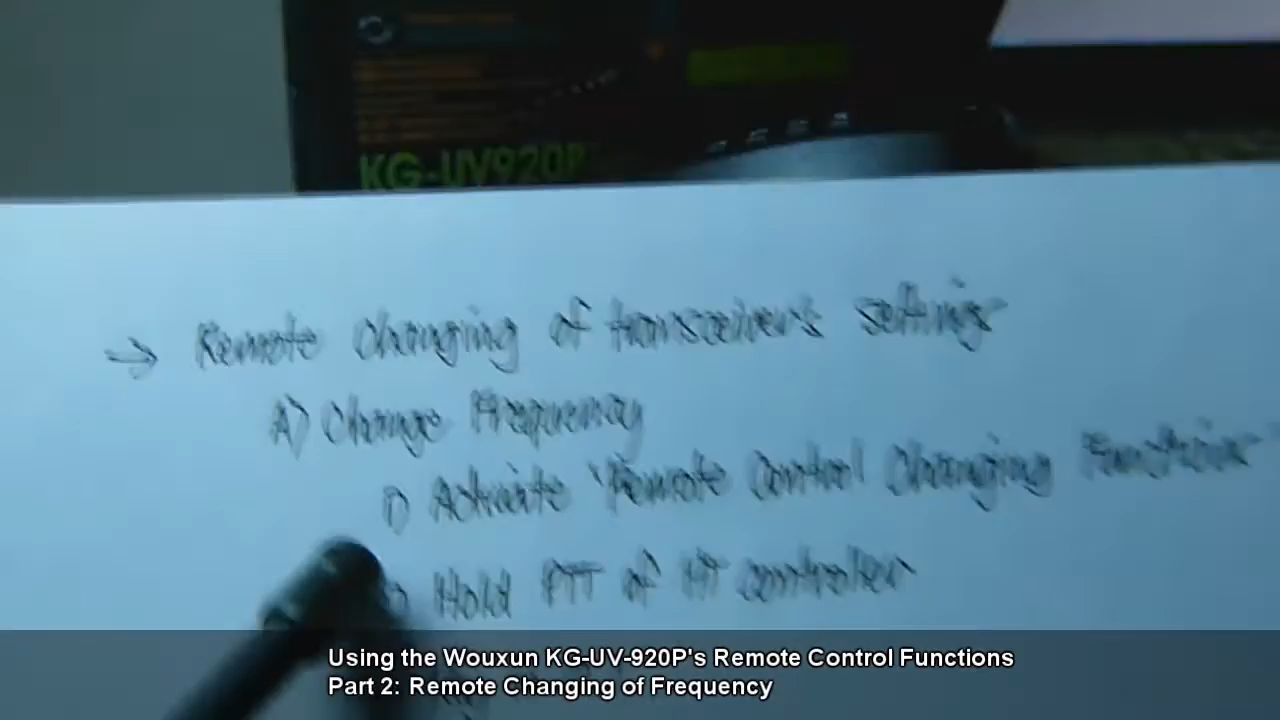 KG-UV920P
→ Remote Changing of transceiver's settings
A) Change Frequency
1) Activate "Remote Control Changing Function"
Hold PTT of HT controller
Using the Wouxun KG-UV-920P's Remote Control Functions
Part 2: Remote Changing of Frequency